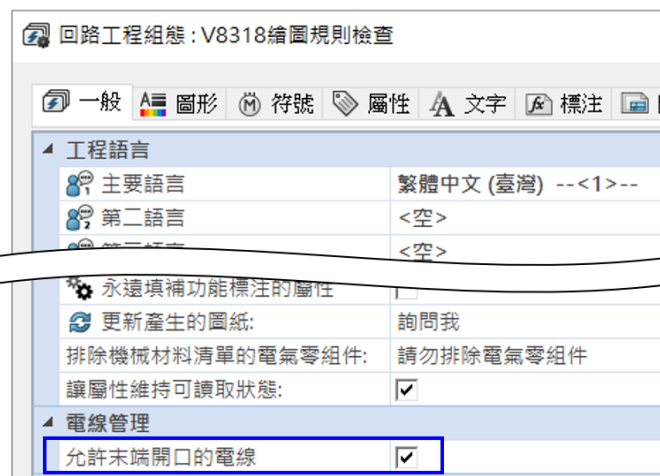 回路工程組態 : V8318繪圖規則檢查
一般 圖形 符號 屬性 文字 標注
工程語言
主要語言 繁體中文 (臺灣) --<1>--
第二語言 <空>
第三語言 <空>
永遠填補功能標注的屬性
更新產生的圖紙: 詢問我
排除機械材料清單的電氣零組件: 請勿排除電氣零組件
讓屬性維持可讀取狀態:
電線管理
允許末端開口的電線